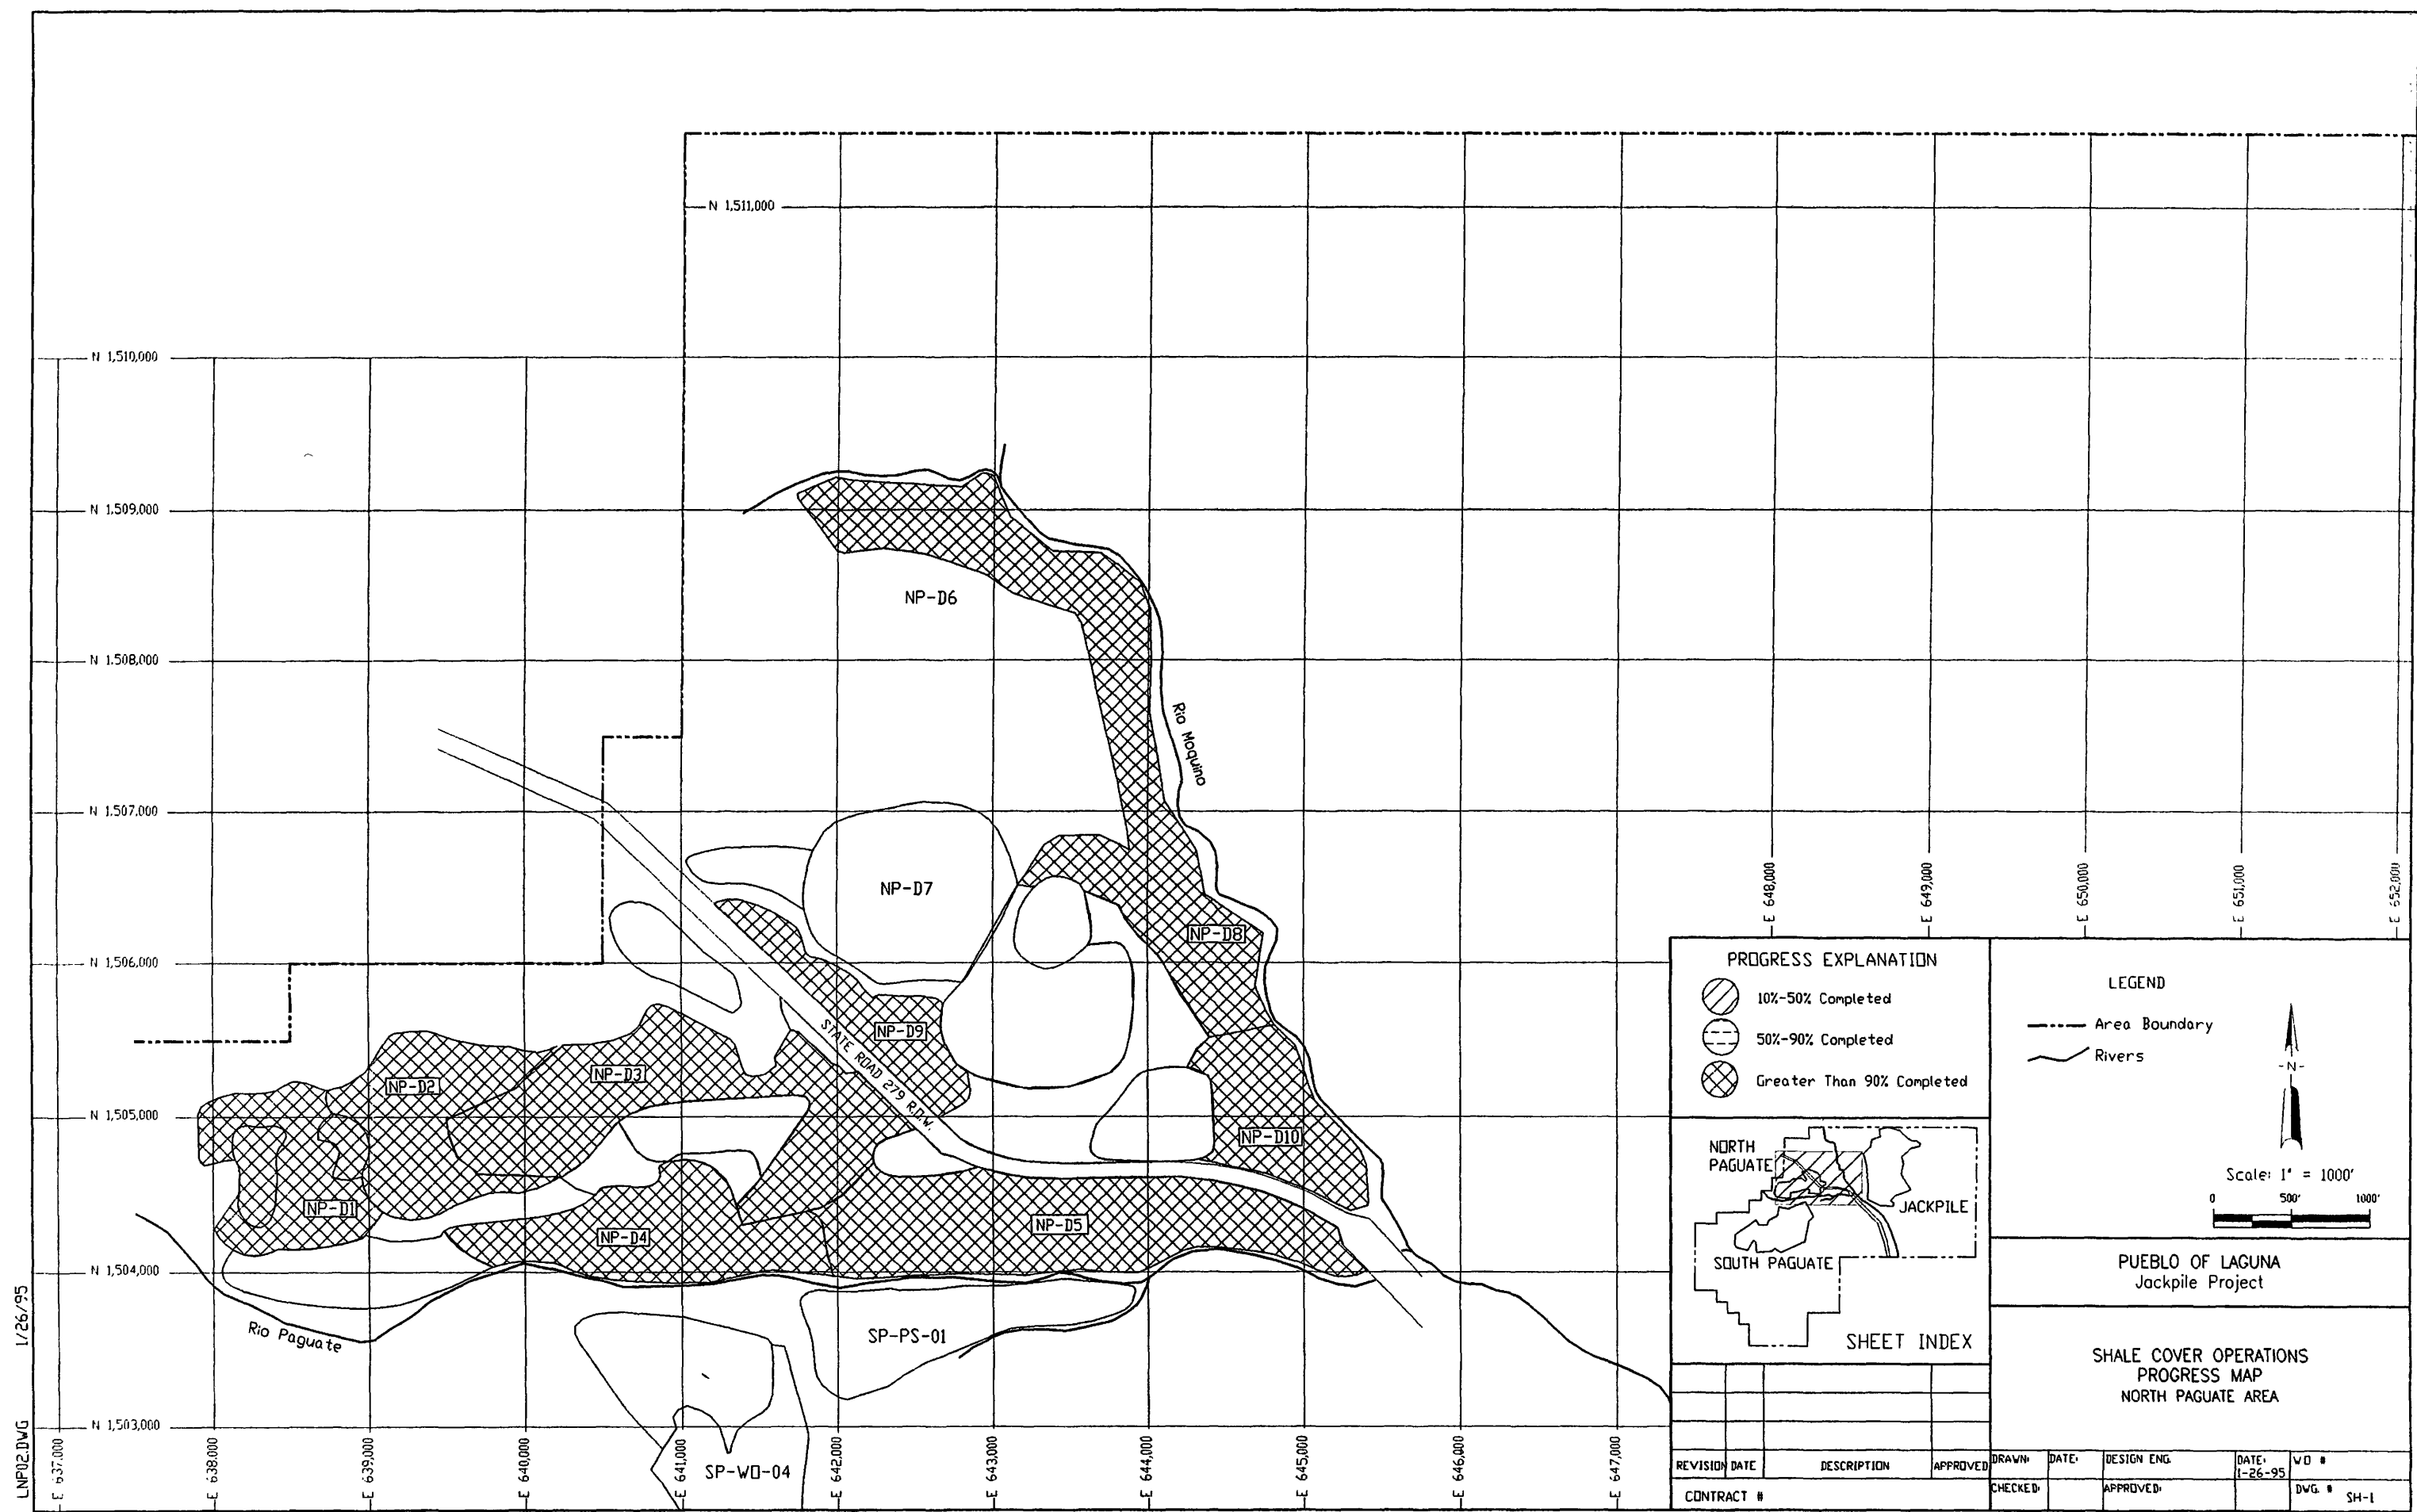 N 1,511,000
N 1,510,000
N 1,509,000
NP-D6
N 1,508,000
Rio Moquino
N 1,507,000
NP-D7
E 648,000
E 649,000
E 650,000
E 651,000
E 652,000
NP-D8
N 1,506,000
STATE ROAD 279 R.O.W.
NP-D9
NP-D3
NP-D2
N 1,505,000
NP-D10
NP-D1
NP-D4
NP-D5
N 1,504,000
Rio Paguate
SP-PS-01
N 1,503,000
SP-WO-04
E 637,000
E 638,000
E 639,000
E 640,000
E 641,000
E 642,000
E 643,000
E 644,000
E 645,000
E 646,000
E 647,000
LNP02.DWG 1/26/95
PROGRESS EXPLANATION
10%-50% Completed
50%-90% Completed
Greater Than 90% Completed
LEGEND
Area Boundary
Rivers
-N-
Scale: 1" = 1000'
0 500' 1000'
NORTH
PAGUATE
JACKPILE
SOUTH PAGUATE
SHEET INDEX
PUEBLO OF LAGUNA
Jackpile Project
SHALE COVER OPERATIONS
PROGRESS MAP
NORTH PAGUATE AREA
REVISION DATE DESCRIPTION APPROVED
CONTRACT #
DRAWN: DATE: DESIGN ENG. DATE: WO #
1-26-95
CHECKED: APPROVED: DWG. # SH-1